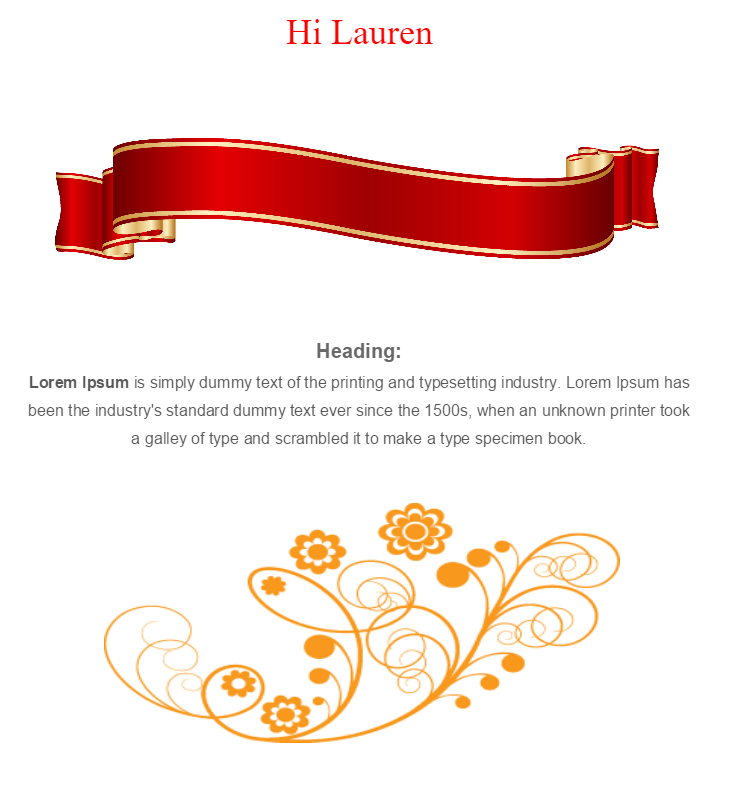 Hi Lauren
Heading:
Lorem Ipsum is simply dummy text of the printing and typesetting industry. Lorem Ipsum has
been the industry's standard dummy text ever since the 1500s, when an unknown printer took
a galley of type and scrambled it to make a type specimen book.